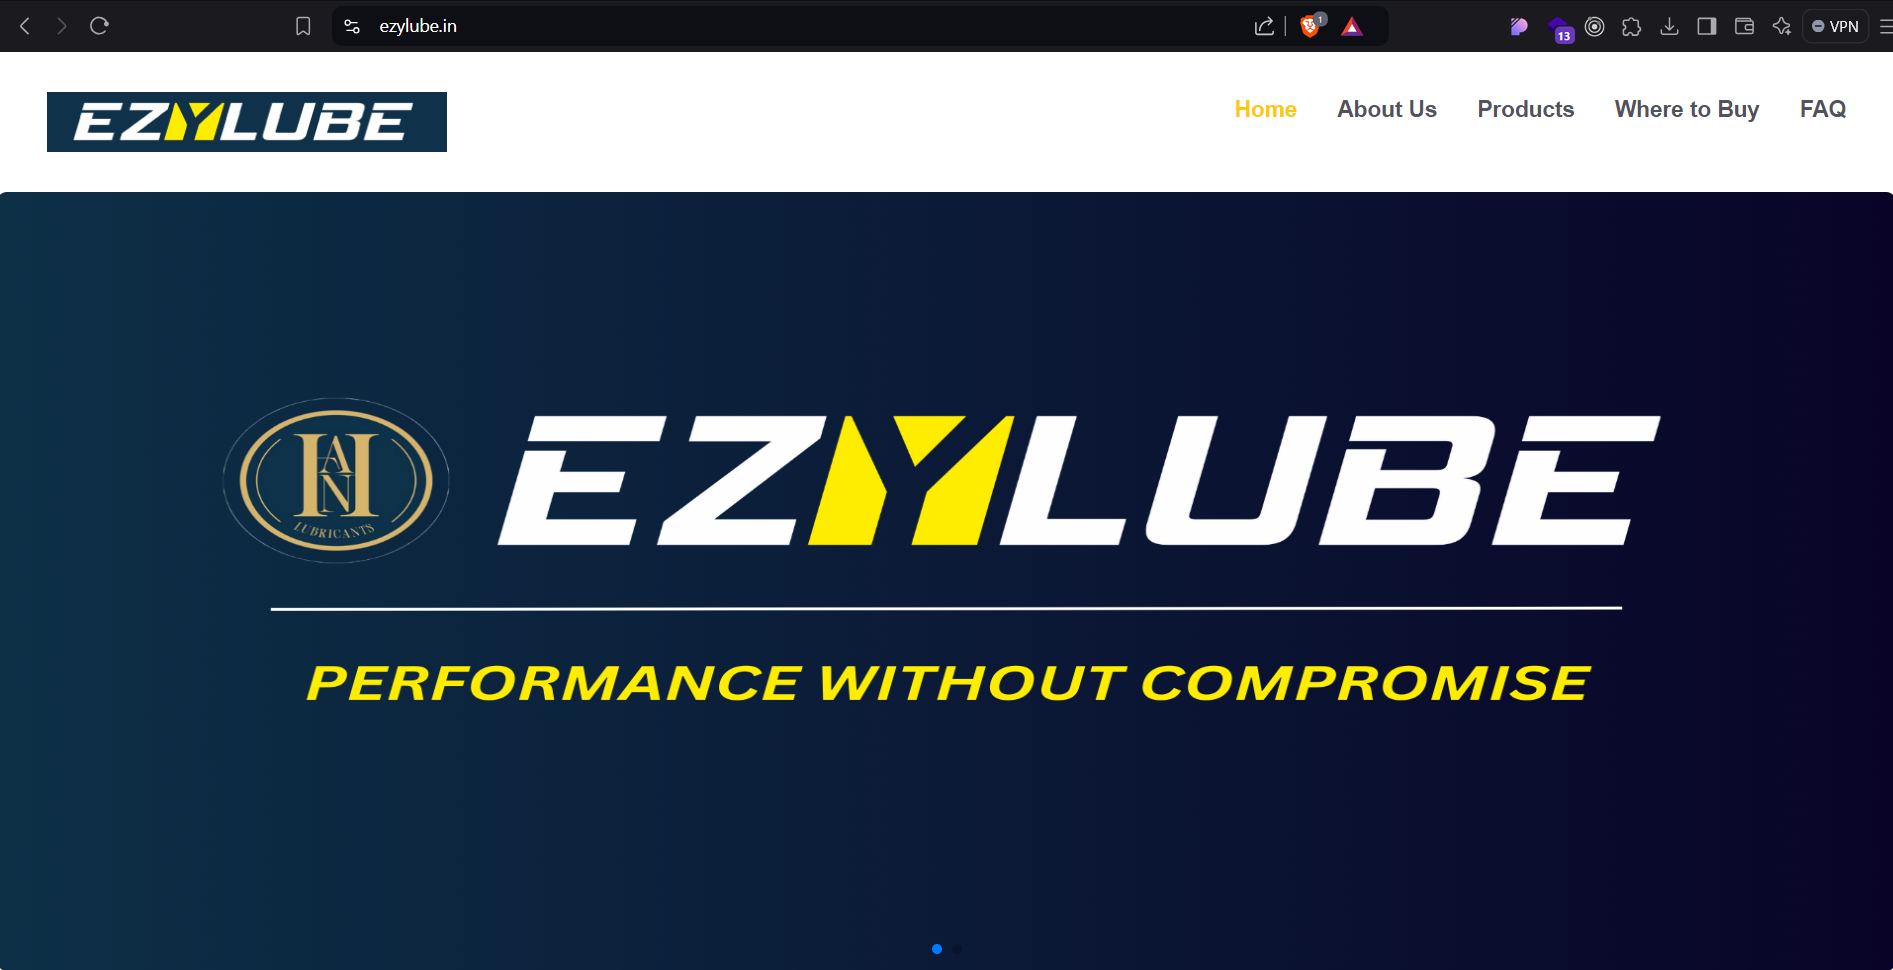 ezylube.in
1
13
VPN
EZYLUBE
Home
About Us
Products
Where to Buy
FAQ
HAFNI
LUBRICANTS
EZYLUBE
PERFORMANCE WITHOUT COMPROMISE